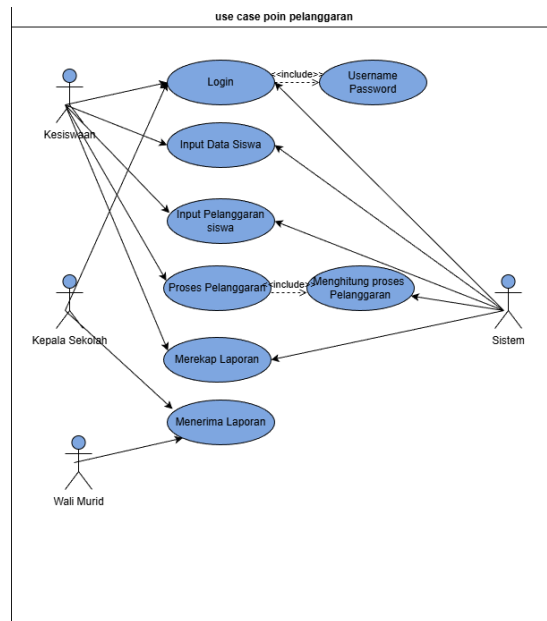 use case poin pelanggaran
Login
<<include>>
Username
Password
Kesiswaan
Input Data Siswa
Input Pelanggaran
siswa
Proses Pelanggaran
<<include>>
Menghitung proses
Pelanggaran
Kepala Sekolah
Sistem
Merekap Laporan
Menerima Laporan
Wali Murid